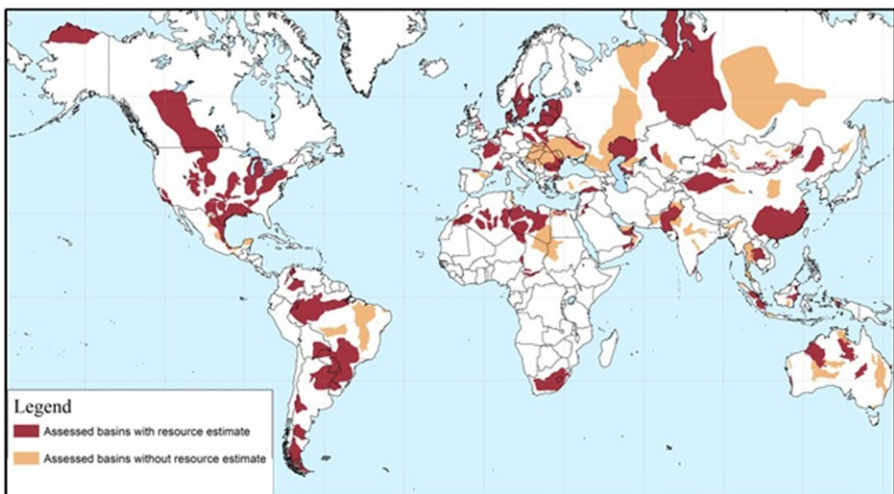 Legend
Assessed basins with resource estimate
Assessed basins without resource estimate